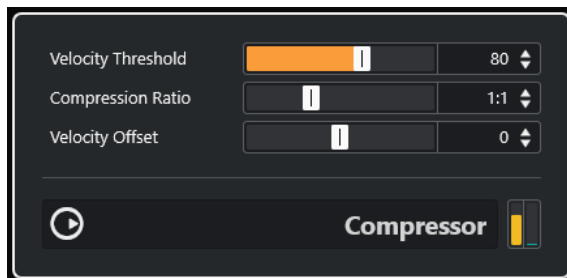 Velocity Threshold 80
Compression Ratio 1:1
Velocity Offset 0
Compressor